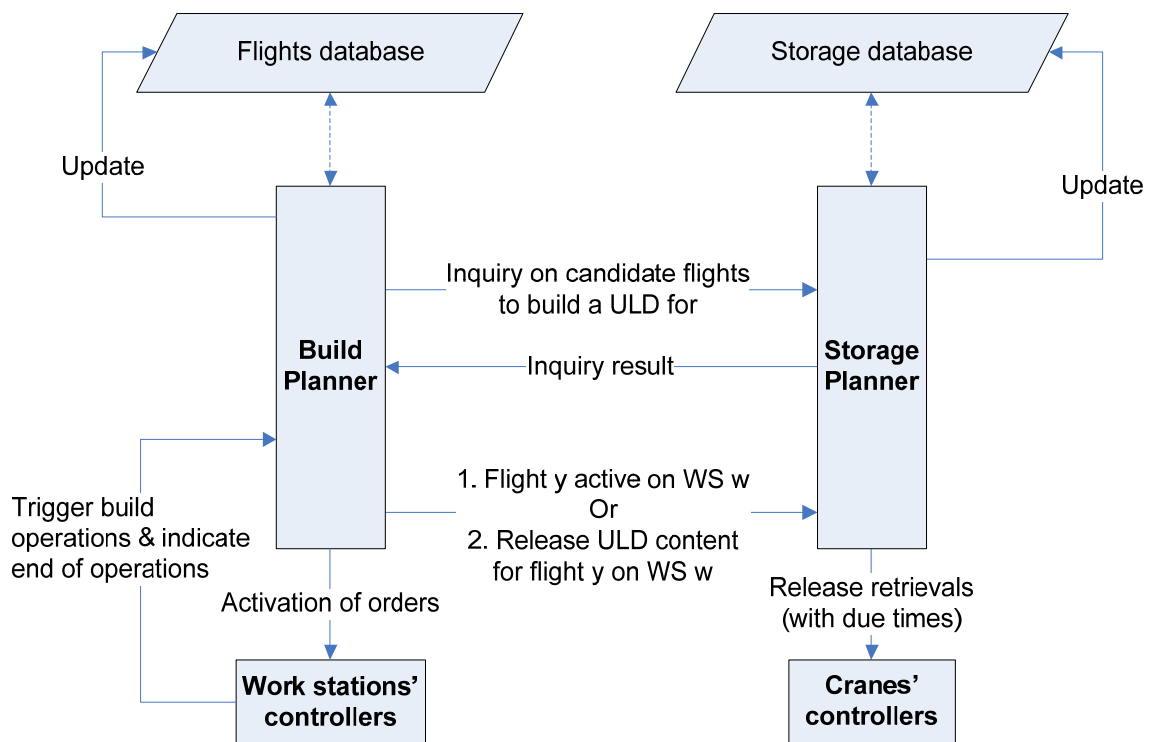 Flights database
Storage database
Update
Update
Inquiry on candidate flights
to build a ULD for
Build
Planner
Storage
Planner
Inquiry result
1. Flight y active on WS w
Or
2. Release ULD content
for flight y on WS w
Trigger build
operations & indicate
end of operations
Activation of orders
Release retrievals
(with due times)
Work stations’
controllers
Cranes’
controllers